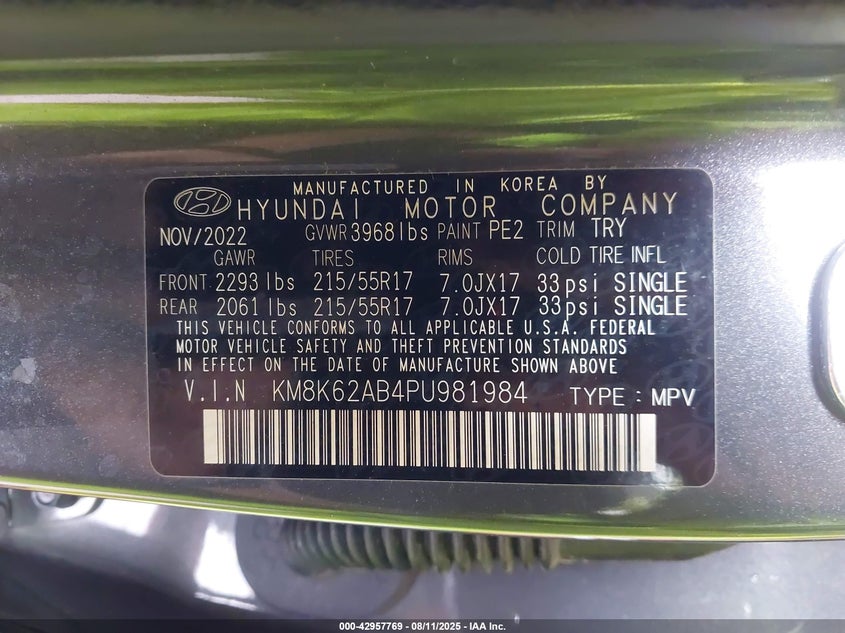 MANUFACTURED IN KOREA BY
HYUNDAI MOTOR COMPANY
NOV/2022 GVWR 3968lbs PAINT PE2 TRIM TRY
GAWR TIRES RIMS COLD TIRE INFL
FRONT 2293lbs 215/55R17 7.0JX17 33psi SINGLE
REAR 2061lbs 215/55R17 7.0JX17 33psi SINGLE
THIS VEHICLE CONFORMS TO ALL APPLICABLE U.S.A. FEDERAL
MOTOR VEHICLE SAFETY AND THEFT PREVENTION STANDARDS
IN EFFECT ON THE DATE OF MANUFACTURE SHOWN ABOVE
V.I.N KM8K62AB4PU981984 TYPE : MPV
000-42957769 - 08/11/2025 - IAA Inc.